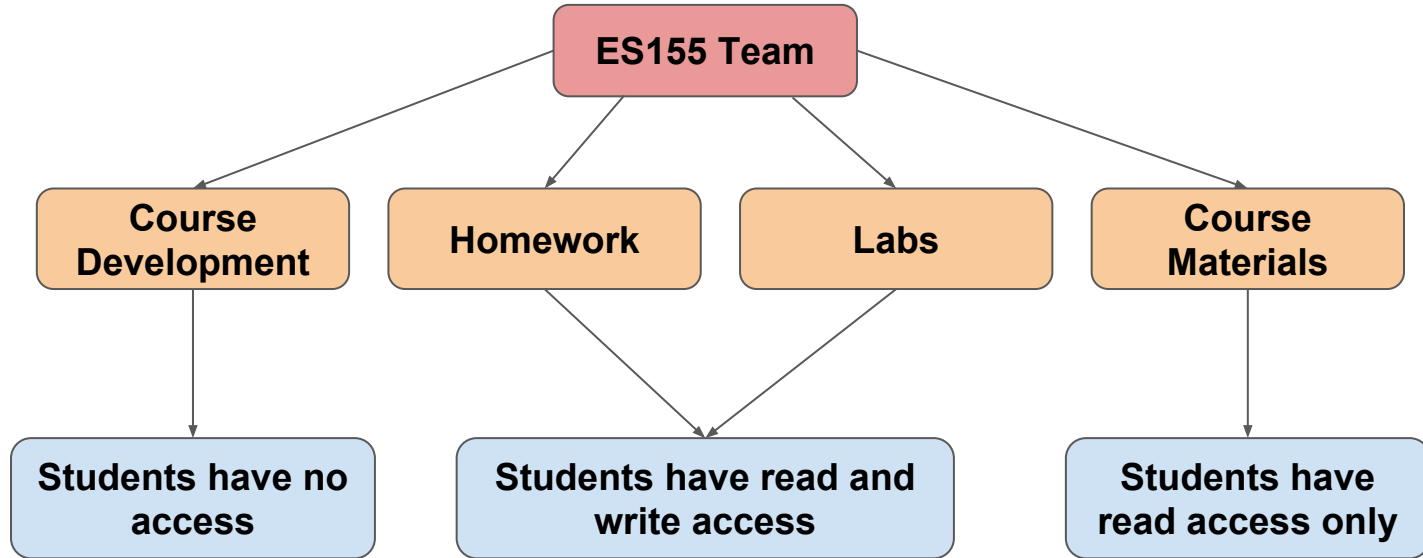 ES155 Team
Course
Development
Homework
Labs
Course
Materials
Students have no
access
Students have read and
write access
Students have
read access only